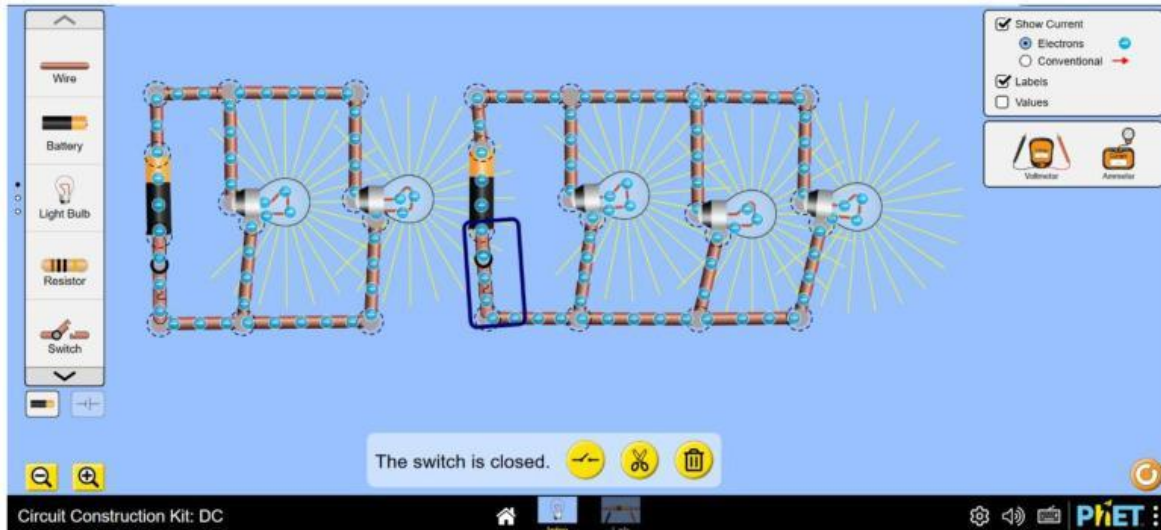 Wire
Battery
Light Bulb
Resistor
Switch
Show Current
Electrons
Conventional
Labels
Values
Voltmeter
Ammeter
The switch is closed.
Circuit Construction Kit: DC
PhET